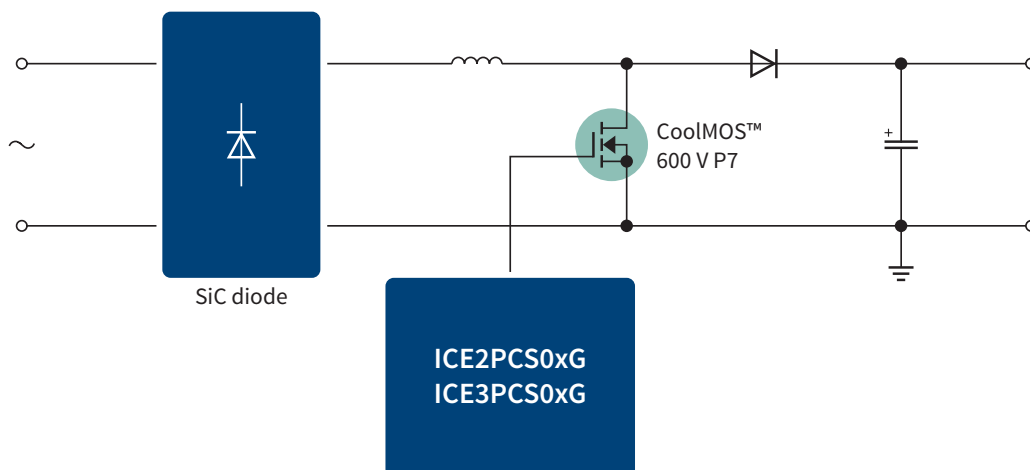 CoolMOS™
600 V P7
+
SiC diode
ICE2PCS0xG
ICE3PCS0xG